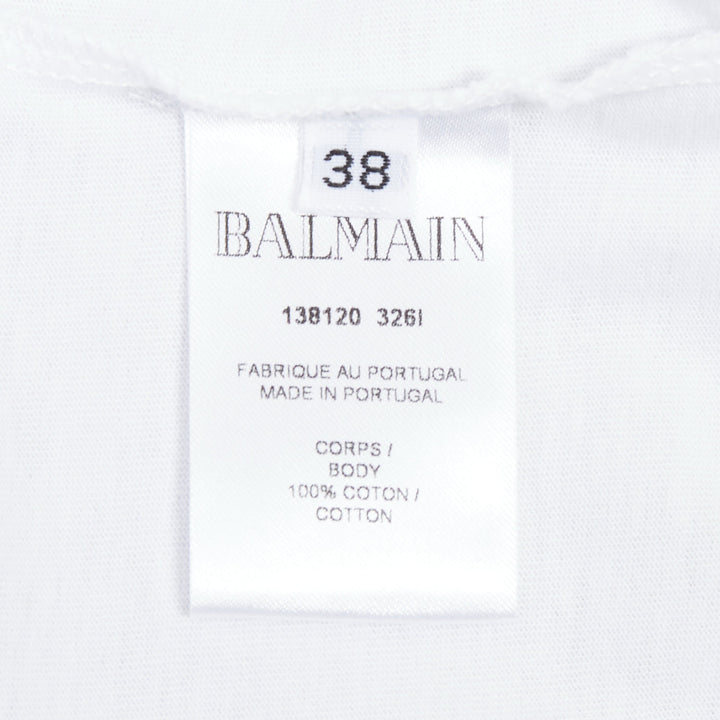 38
BALMAIN
138120 326I
FABRIQUE AU PORTUGAL
MADE IN PORTUGAL
CORPS /
BODY
100% COTON /
COTTON